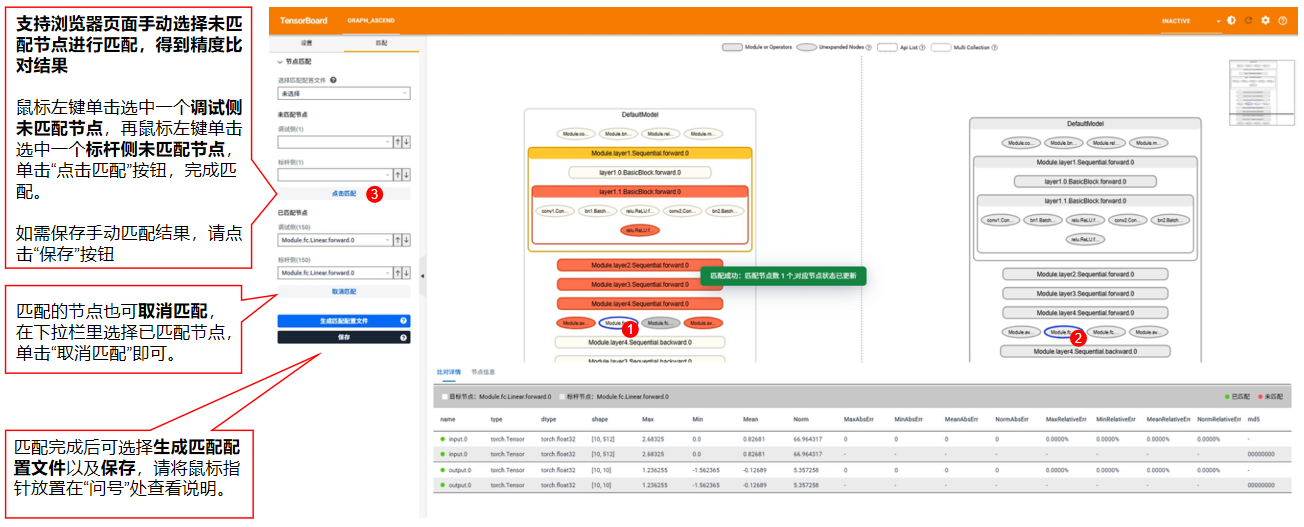 支持浏览器页面手动选择未匹
配节点进行匹配，得到精度比
对结果
鼠标左键单击选中一个调试侧
未匹配节点，再鼠标左键单击
选中一个标杆侧未匹配节点，
单击“点击匹配”按钮，完成匹
配。
如需保存手动匹配结果，请点
击“保存”按钮
匹配的节点也可取消匹配，
在下拉栏里选择已匹配节点，
单击“取消匹配”即可。
匹配完成后可选择生成匹配配
置文件以及保存，请将鼠标指
针放置在“问号”处查看说明。
TensorBoard GRAPH_ASCEND INACTIVE
设置 匹配
节点匹配
选择匹配配置文件
未选择
未匹配节点
调试侧(1)
标杆侧(1)
点击匹配 3
已匹配节点
调试侧(150)
Module.fc.Linear.forward.0
标杆侧(150)
Module.fc.Linear.forward.0
取消匹配
生成匹配配置文件
保存
Module or Operators Unexpanded Nodes Api List Multi Collection
DefaultModel
Module.co... Module.bn... Module.rel... Module.m...
Module.layer1.Sequential.forward.0
layer1.0.BasicBlock.forward.0
layer1.1.BasicBlock.forward.0
conv1.Con... bn1.Batch... relu.ReLU.f... conv2.Con... bn2.Batch...
relu.ReLU.f...
Module.layer2.Sequential.forward.0
Module.layer3.Sequential.forward.0
Module.layer4.Sequential.forward.0
Module.av... Module.f 1 Module.fc.... Module.av...
Module.layer4.Sequential.backward.0
Module.layer3.Sequential.backward.0
匹配成功：匹配节点数 1 个,对应节点状态已更新
DefaultModel
Module.co... Module.bn... Module.rel... Module.m...
Module.layer1.Sequential.forward.0
layer1.0.BasicBlock.forward.0
layer1.1.BasicBlock.forward.0
conv1.Con... bn1.Batch... relu.ReLU.f... conv2.Con... bn2.Batch...
relu.ReLU.f...
Module.layer2.Sequential.forward.0
Module.layer3.Sequential.forward.0
Module.layer4.Sequential.forward.0
Module.av... Module.fc 2 Module.fc.... Module.av...
Module.layer4.Sequential.backward.0
比对详情 节点信息
目标节点：Module.fc.Linear.forward.0 标杆节点：Module.fc.Linear.forward.0 已匹配 未匹配
name type dtype shape Max Min Mean Norm MaxAbsErr MinAbsErr MeanAbsErr NormAbsErr MaxRelativeErr MinRelativeErr MeanRelativeErr NormRelativeErr md5
input.0 torch.Tensor torch.float32 [10, 512] 2.68325 0.0 0.82681 66.964317 0 0 0 0 0.0000% 0.0000% 0.0000% 0.0000% -
input.0 torch.Tensor torch.float32 [10, 512] 2.68325 0.0 0.82681 66.964317 - - - - - - - - 00000000
output.0 torch.Tensor torch.float32 [10, 10] 1.236255 -1.562365 -0.12689 5.357258 0 0 0 0 0.0000% 0.0000% 0.0000% 0.0000% -
output.0 torch.Tensor torch.float32 [10, 10] 1.236255 -1.562365 -0.12689 5.357258 - - - - - - - - 00000000